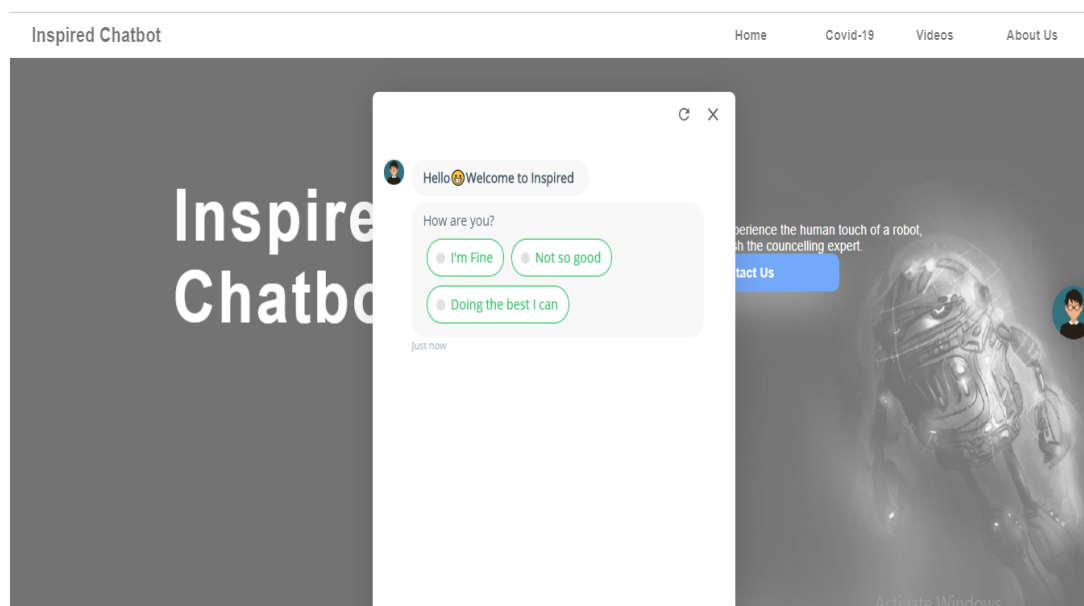 Inspired Chatbot
Home Covid-19 Videos About Us
Hello😁Welcome to Inspired
How are you?
I'm Fine Not so good
Doing the best I can
Just now
Inspire
Chatbo
perience the human touch of a robot,
h the councelling expert.
tact Us
Activate Windows